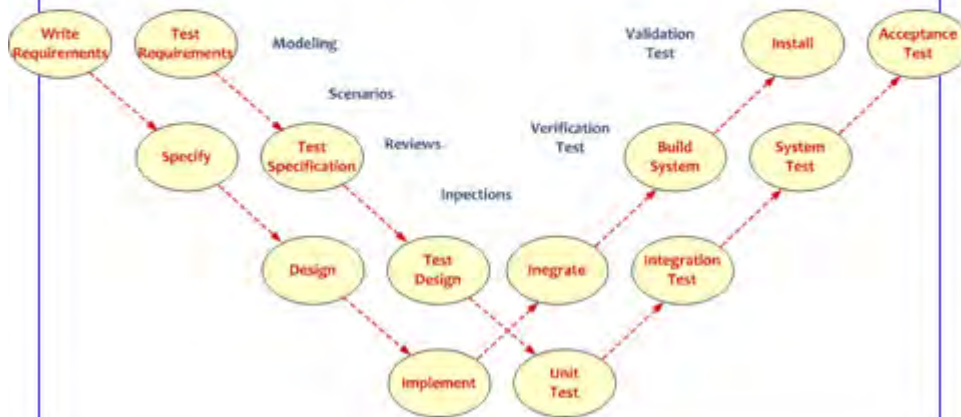 Write
Requirements
Test
Requirements
Modeling
Validation
Test
Install
Acceptance
Test
Scenarios
Specify
Test
Specification
Reviews
Verification
Test
Build
System
System
Test
Inpections
Design
Test
Design
Inegrate
Integration
Test
Implement
Unit
Test